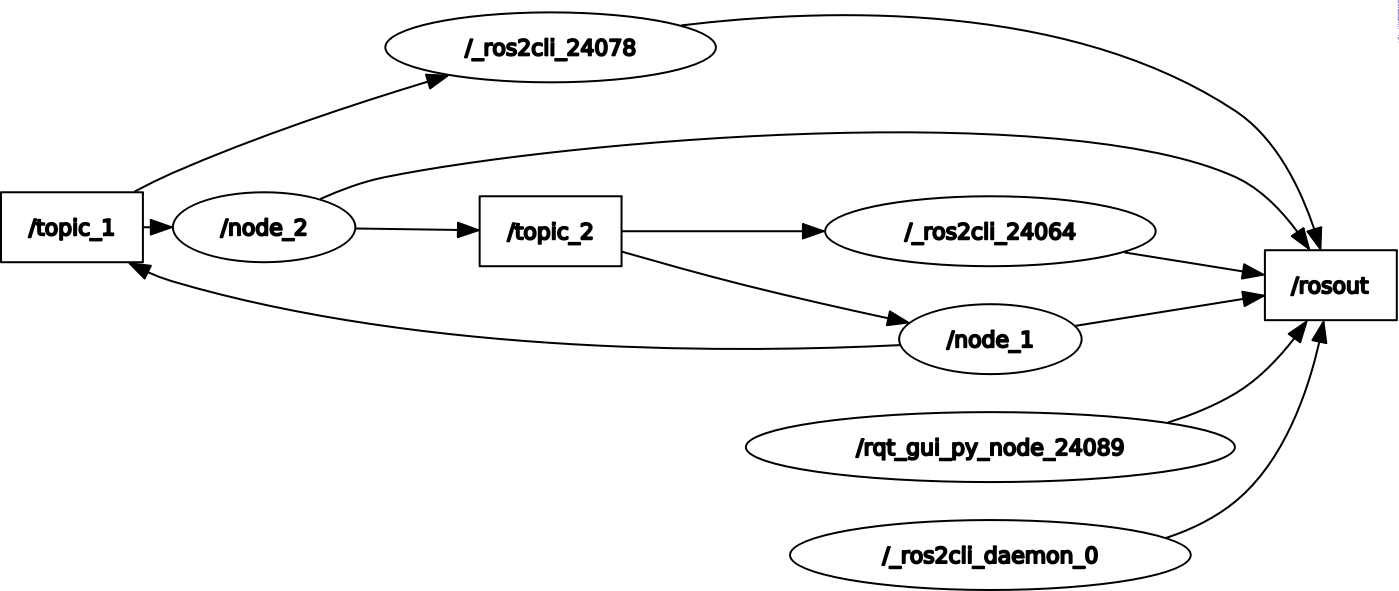 /_ros2cli_24078
/topic_1
/node_2
/topic_2
/_ros2cli_24064
/rosout
/node_1
/rqt_gui_py_node_24089
/_ros2cli_daemon_0